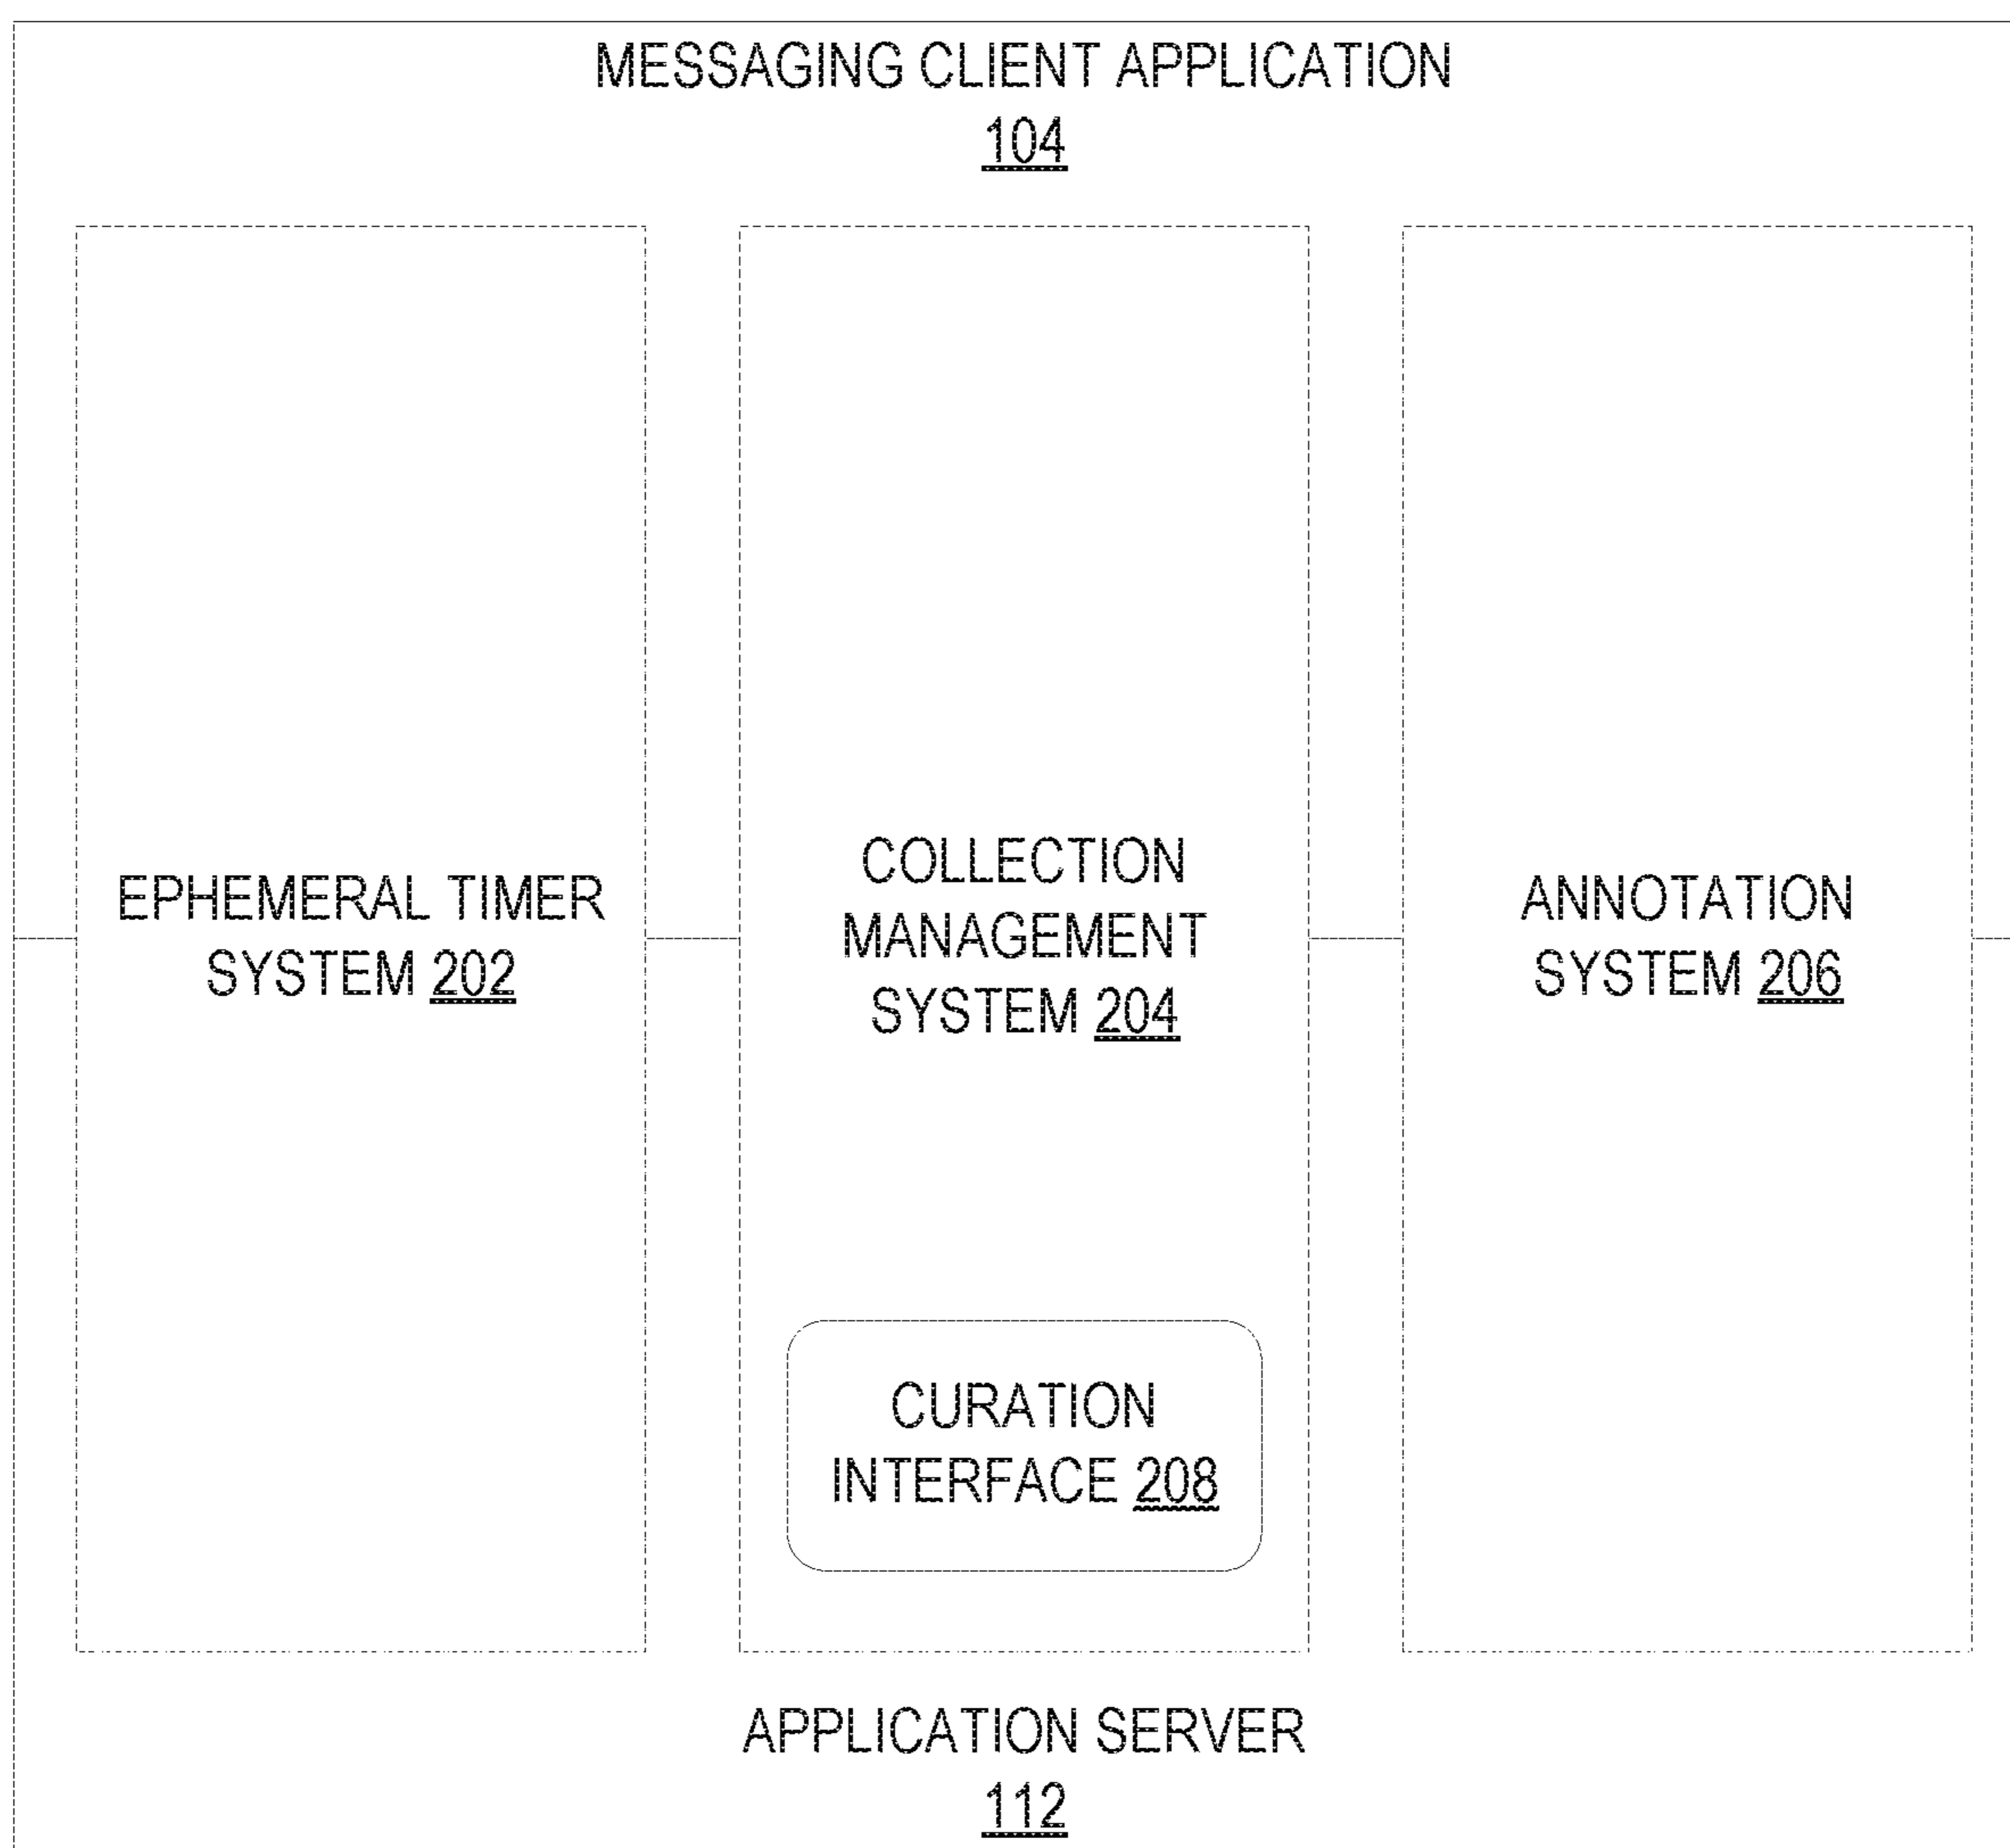 MESSAGING CLIENT APPLICATION
104
EPHEMERAL TIMER
SYSTEM 202
COLLECTION
MANAGEMENT
SYSTEM 204
ANNOTATION
SYSTEM 206
CURATION
INTERFACE 208
APPLICATION SERVER
112